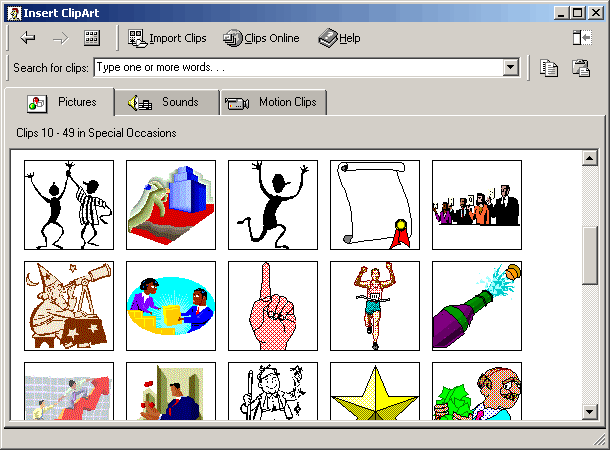 Insert ClipArt
Import Clips Clips Online Help
Search for clips: Type one or more words. . .
Pictures Sounds Motion Clips
Clips 10 - 49 in Special Occasions